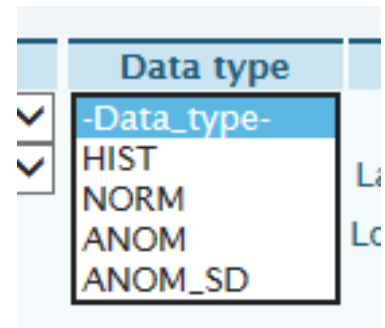 Data type
-Data_type-
HIST
NORM
ANOM
ANOM_SD